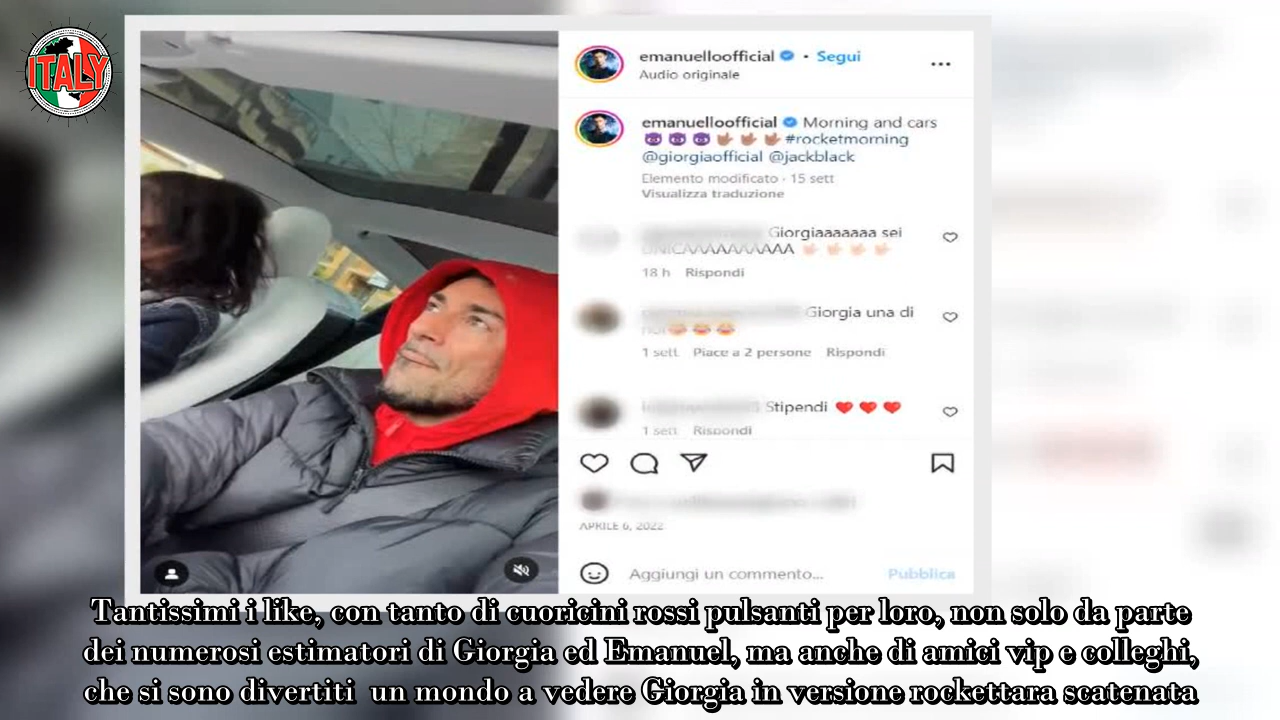 ITALY
emanuelloofficial • Segui
Audio originale
emanuelloofficial Morning and cars
#rocketmorning
@giorgiaofficial @jackblack
Elemento modificato · 15 sett
Visualizza traduzione
Giorgiaaaaaaa sei
UNICAAAAAAAAAAA
18 h Rispondi
Giorgia una di
noi
1 sett Piace a 2 persone Rispondi
Stipendi
1 sett Rispondi
APRILE 6, 2022
Aggiungi un commento... Pubblica
Tantissimi i like, con tanto di cuoricini rossi pulsanti per loro, non solo da parte
dei numerosi estimatori di Giorgia ed Emanuel, ma anche di amici vip e colleghi,
che si sono divertiti un mondo a vedere Giorgia in versione rockettara scatenata